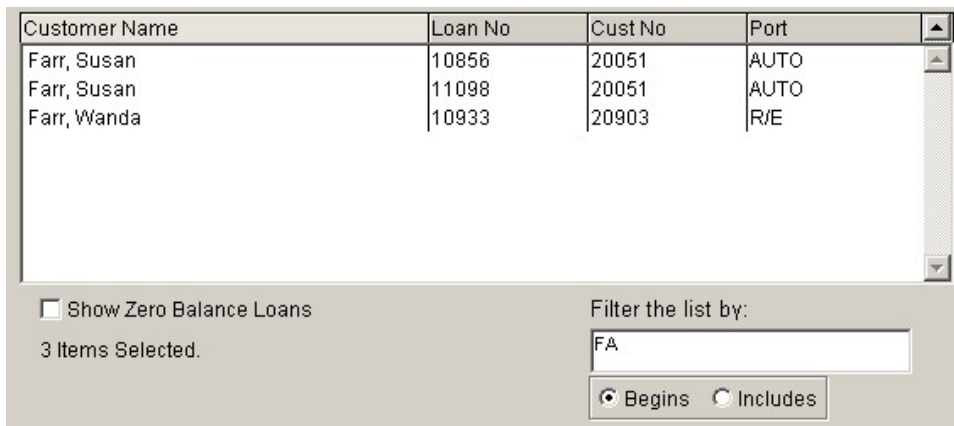 Customer Name Loan No Cust No Port
Farr, Susan 10856 20051 AUTO
Farr, Susan 11098 20051 AUTO
Farr, Wanda 10933 20903 R/E
Show Zero Balance Loans Filter the list by:
3 Items Selected. FA
Begins Includes